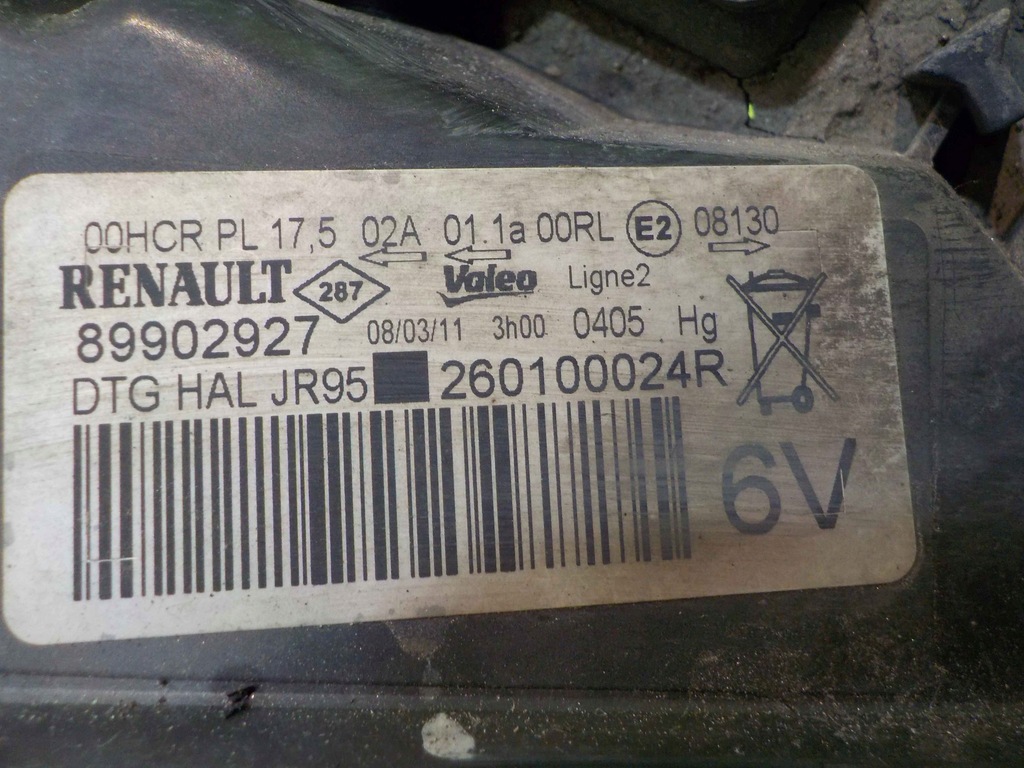 00HCR PL 17,5 02A 01.1a 00RL E2 08130
RENAULT 287 Valeo Ligne2
89902927 08/03/11 3h00 0405 Hg
DTG HAL JR95 260100024R
6V